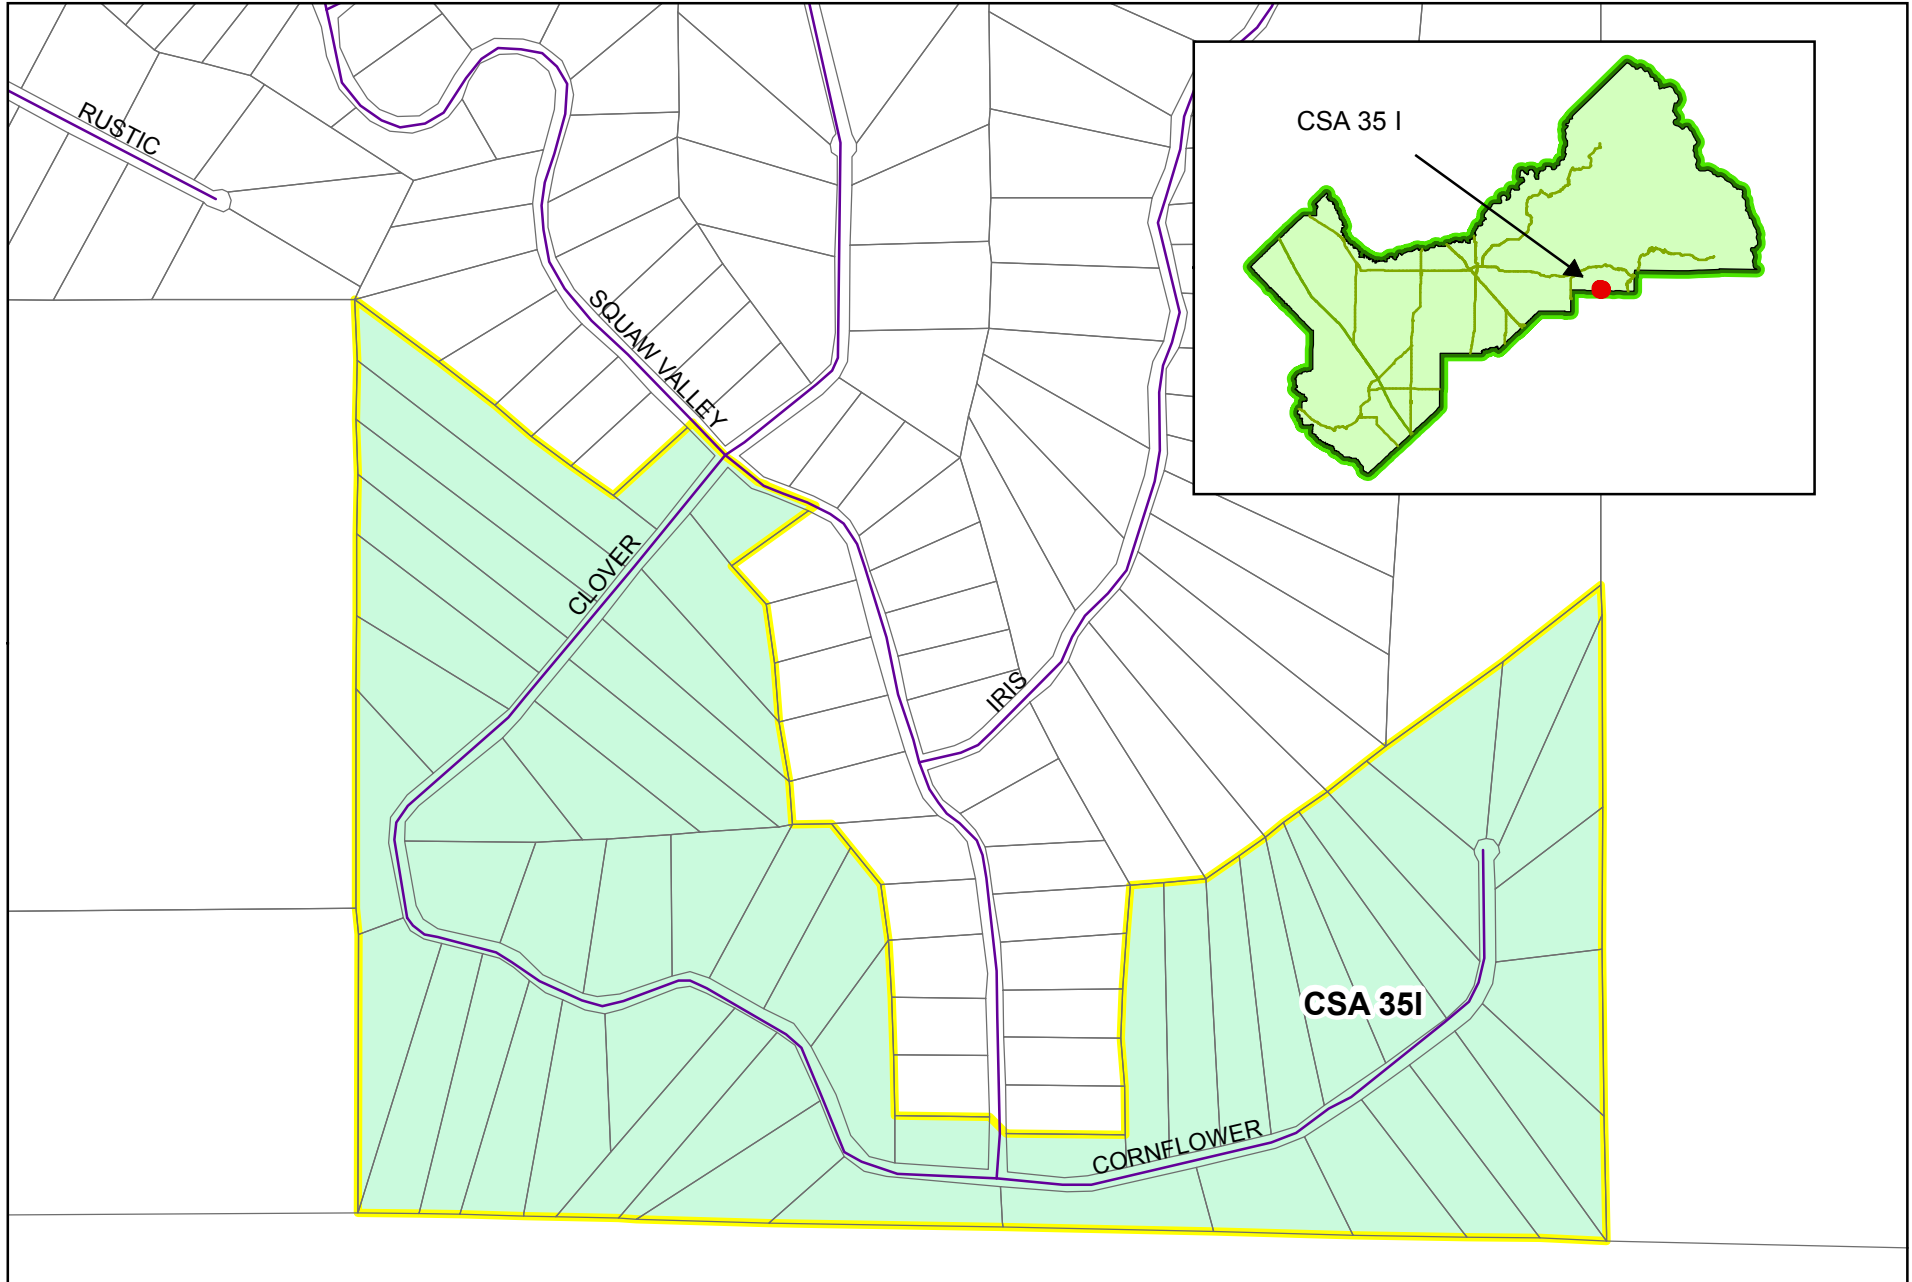 RUSTIC
CSA 35 I
SQUAW VALLEY
CLOVER
IRIS
CSA 35I
CORNFLOWER